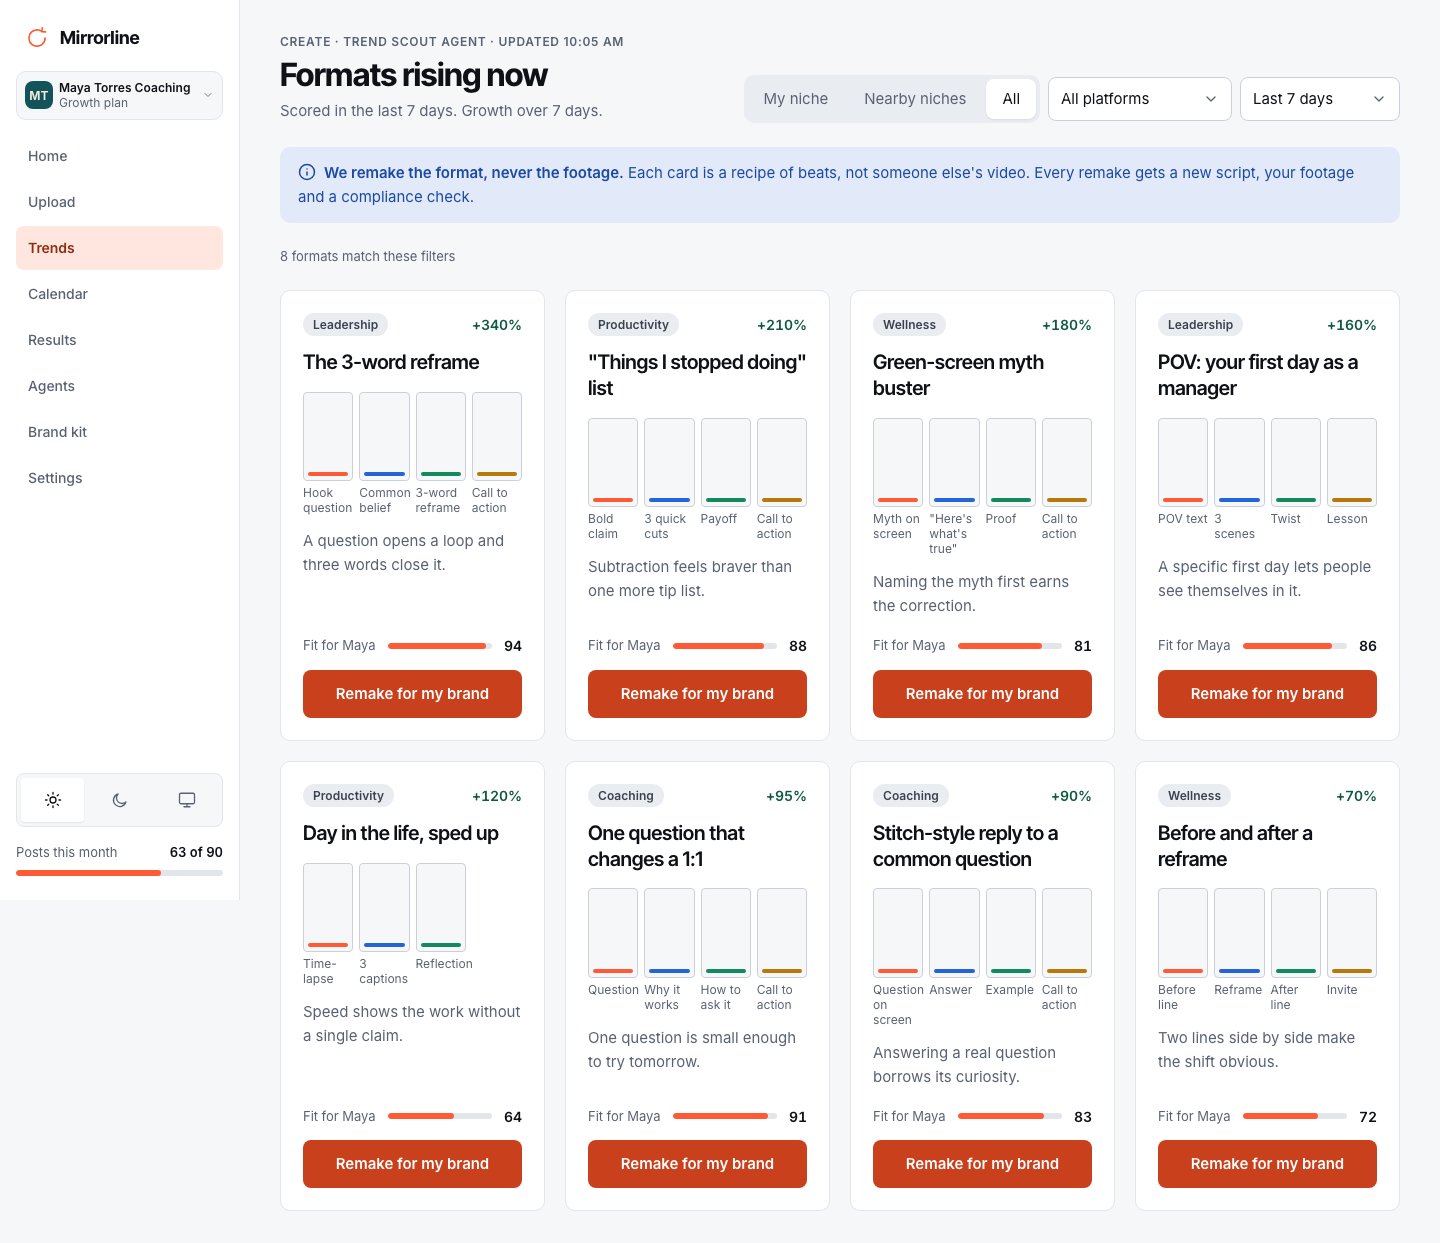 Mirrorline
MT
Maya Torres Coaching
Growth plan
Home
Upload
Trends
Calendar
Results
Agents
Brand kit
Settings
Posts this month 63 of 90
CREATE · TREND SCOUT AGENT · UPDATED 10:05 AM
Formats rising now
Scored in the last 7 days. Growth over 7 days.
My niche Nearby niches All All platforms Last 7 days
We remake the format, never the footage. Each card is a recipe of beats, not someone else's video. Every remake gets a new script, your footage
and a compliance check.
8 formats match these filters
Leadership +340%
The 3-word reframe
Hook
question
Common
belief
3-word
reframe
Call to
action
A question opens a loop and
three words close it.
Fit for Maya 94
Remake for my brand
Productivity +210%
"Things I stopped doing"
list
Bold
claim
3 quick
cuts
Payoff
Call to
action
Subtraction feels braver than
one more tip list.
Fit for Maya 88
Remake for my brand
Wellness +180%
Green-screen myth
buster
Myth on
screen
"Here's
what's
true"
Proof
Call to
action
Naming the myth first earns
the correction.
Fit for Maya 81
Remake for my brand
Leadership +160%
POV: your first day as a
manager
POV text
3
scenes
Twist
Lesson
A specific first day lets people
see themselves in it.
Fit for Maya 86
Remake for my brand
Productivity +120%
Day in the life, sped up
Time-
lapse
3
captions
Reflection
Speed shows the work without
a single claim.
Fit for Maya 64
Remake for my brand
Coaching +95%
One question that
changes a 1:1
Question
Why it
works
How to
ask it
Call to
action
One question is small enough
to try tomorrow.
Fit for Maya 91
Remake for my brand
Coaching +90%
Stitch-style reply to a
common question
Question
on
screen
Answer
Example
Call to
action
Answering a real question
borrows its curiosity.
Fit for Maya 83
Remake for my brand
Wellness +70%
Before and after a
reframe
Before
line
Reframe
After
line
Invite
Two lines side by side make
the shift obvious.
Fit for Maya 72
Remake for my brand